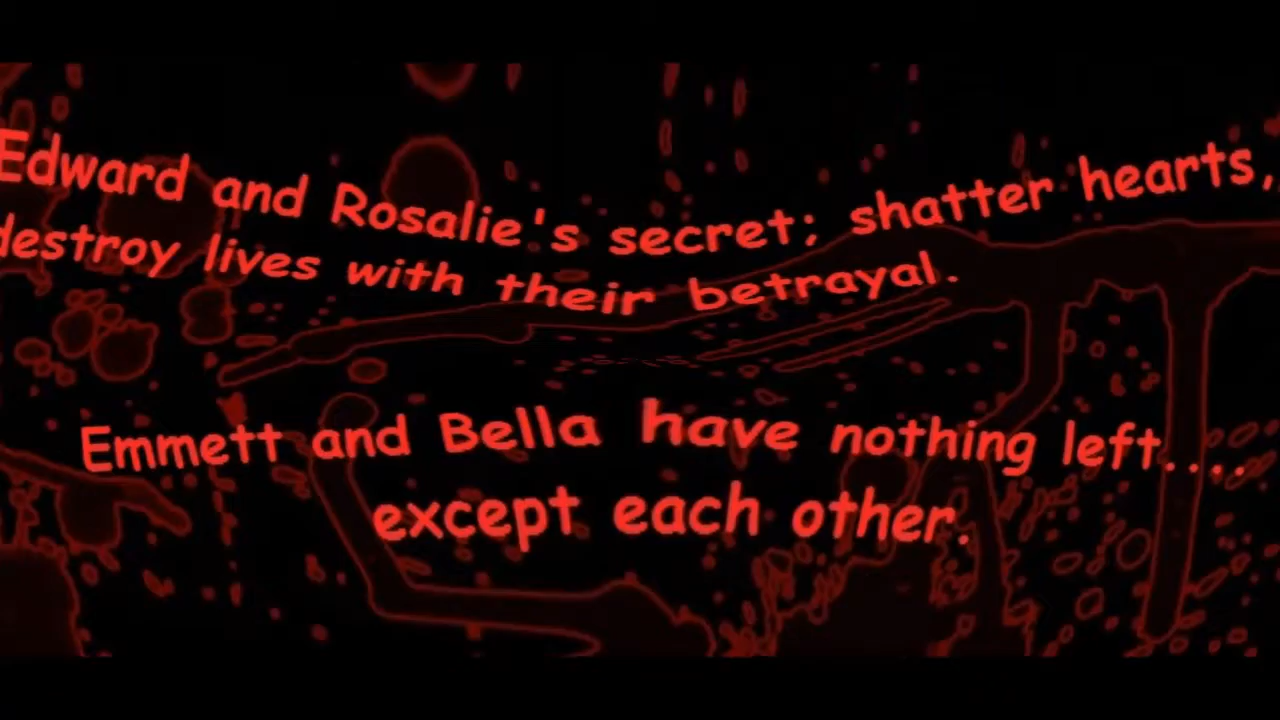 Edward and Rosalie's secret; shatter hearts,
destroy lives with their betrayal.
Emmett and Bella have nothing left....
except each other.